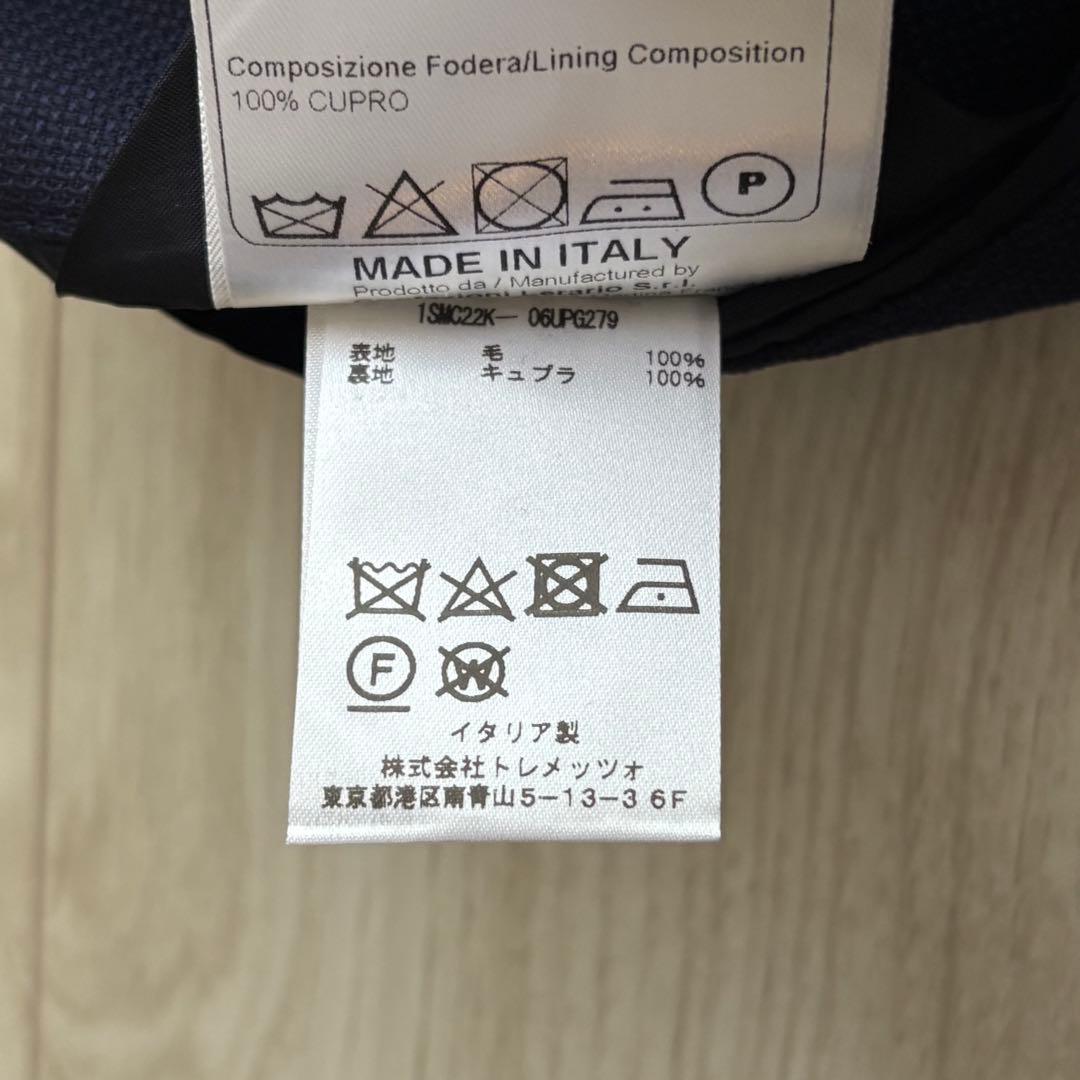 Composizione Fodera/Lining Composition
100% CUPRO
P
MADE IN ITALY
Prodotto da / Manufactured by
Lerario S.r.l.
1SMC22K- 06UPG279
表地 毛 100%
裏地 キュプラ 100%
F W
イタリア製
株式会社トレメッツォ
東京都港区南青山5-13-3 6F